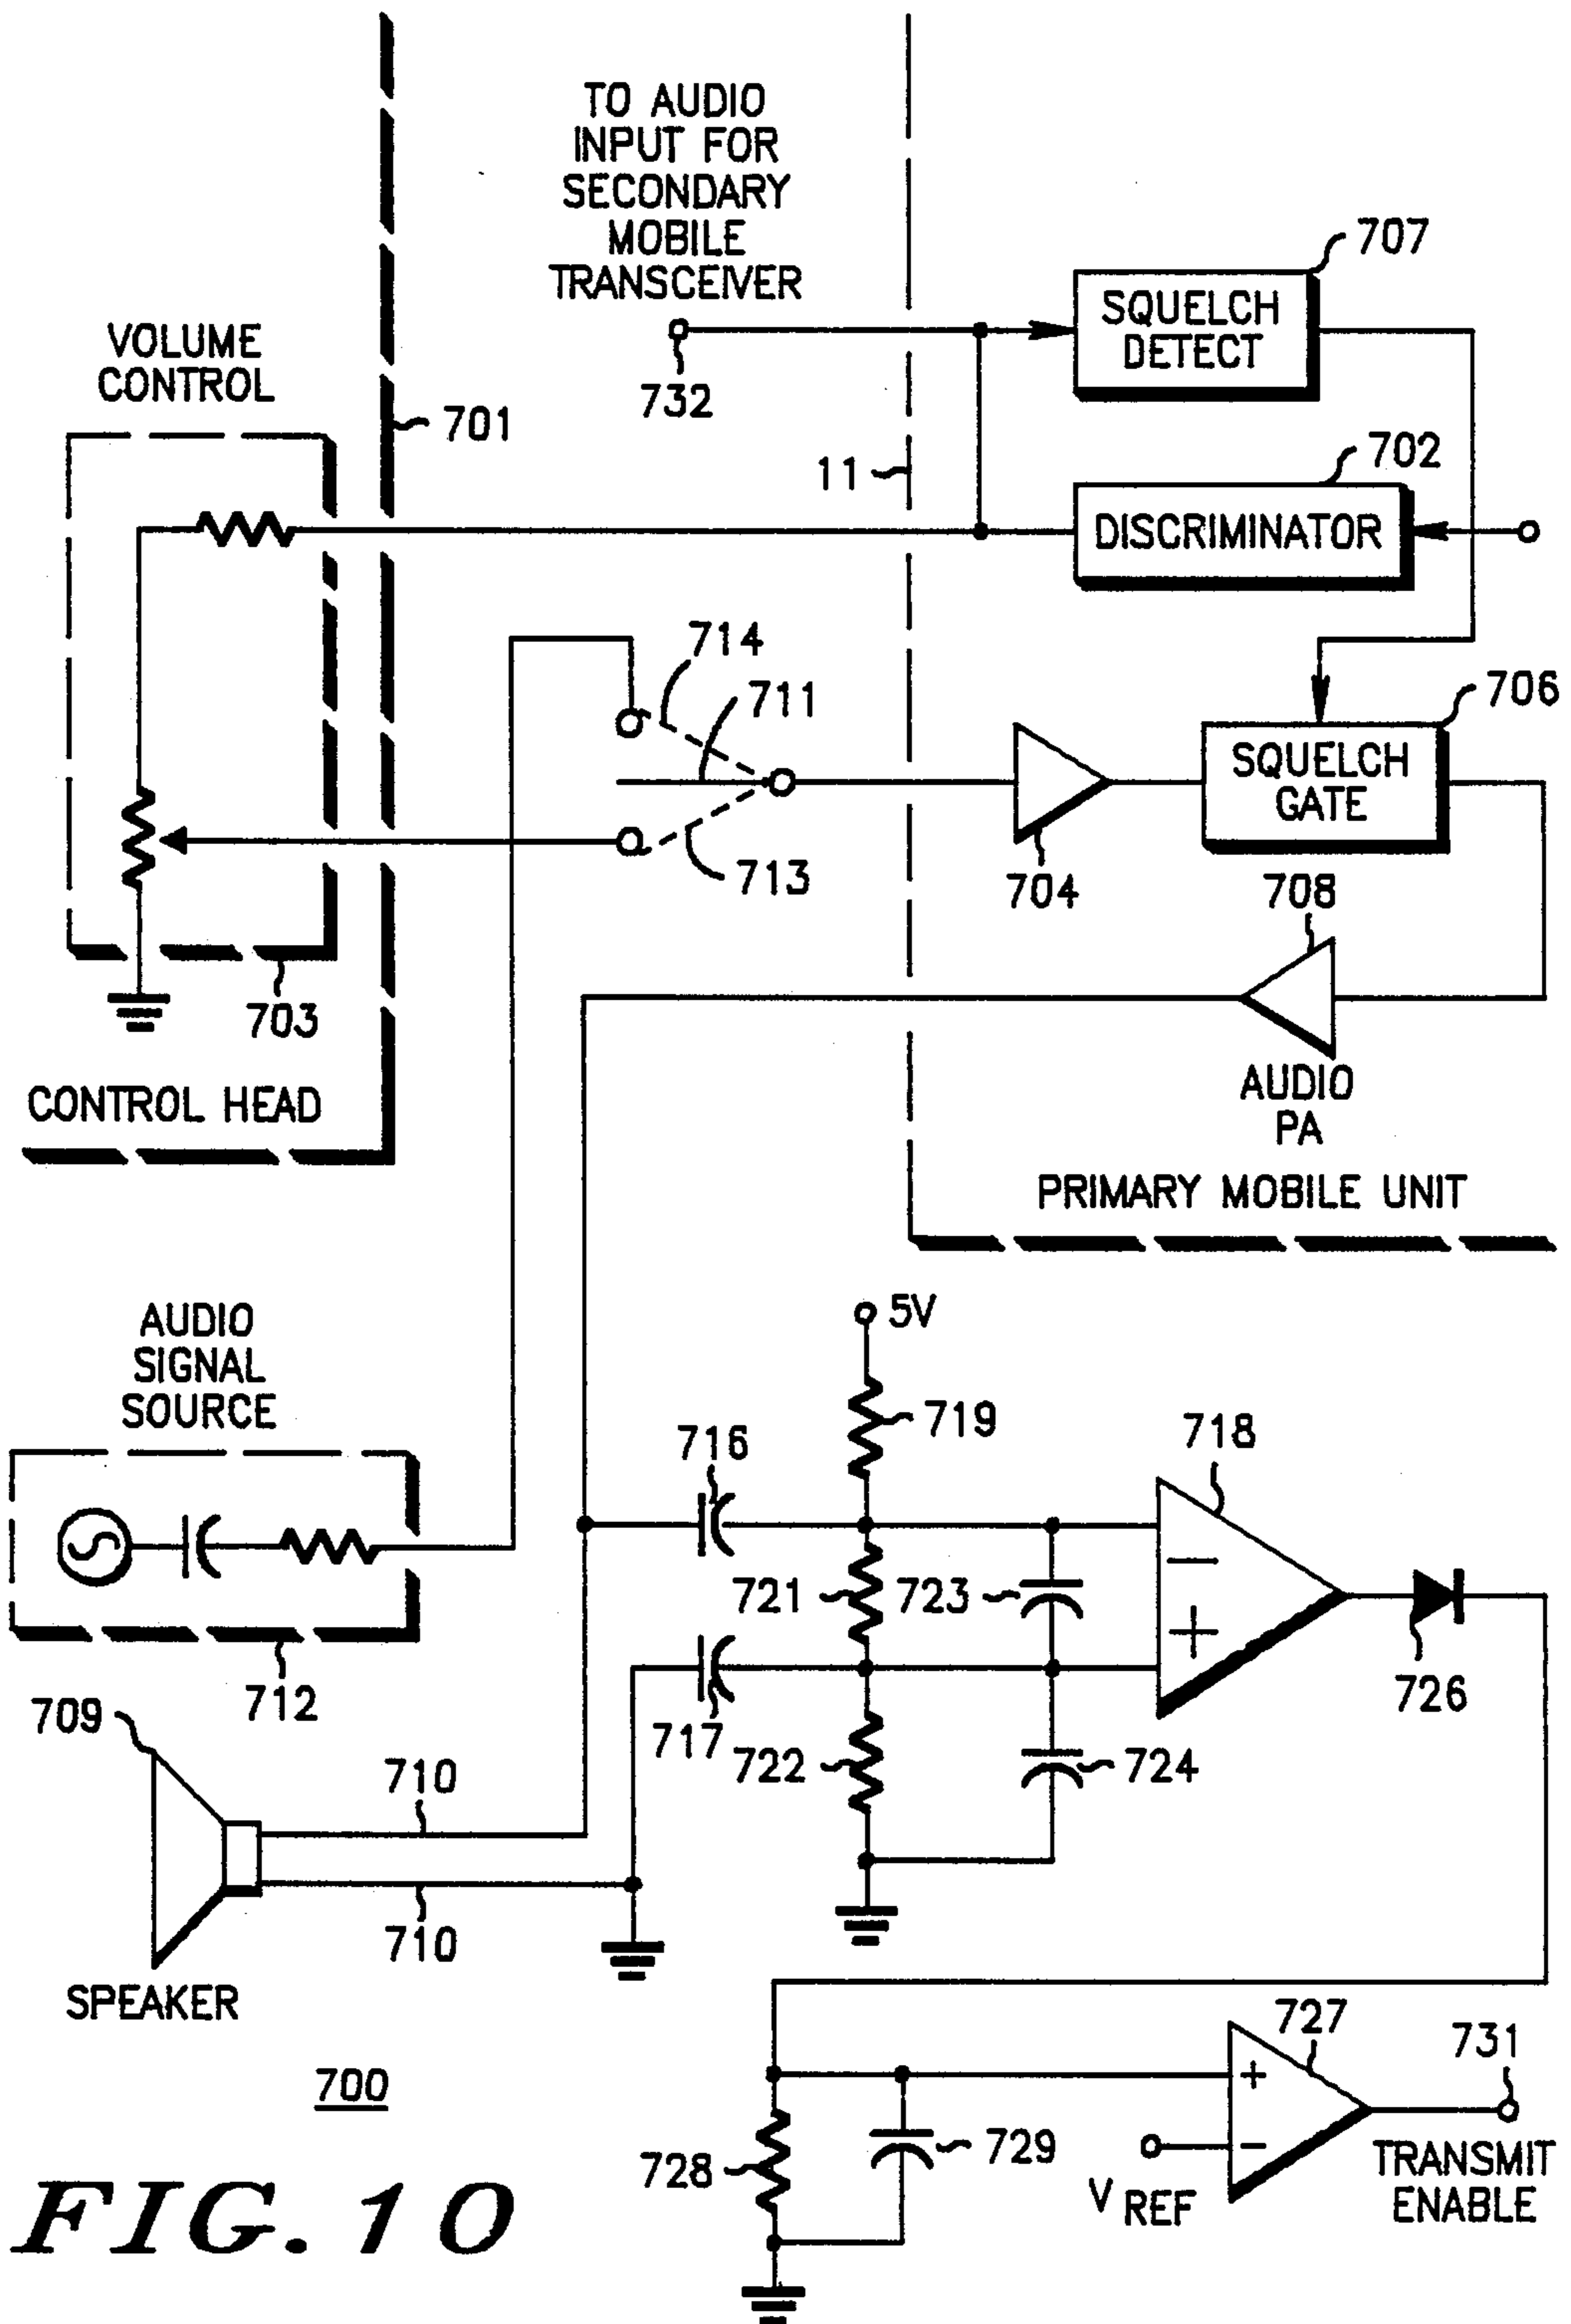 TO AUDIO
INPUT FOR
SECONDARY
MOBILE
TRANSCEIVER
732
707
SQUELCH
DETECT
VOLUME
CONTROL
701
11
702
DISCRIMINATOR
714
711
713
706
SQUELCH
GATE
704
708
703
CONTROL HEAD
AUDIO
PA
PRIMARY MOBILE UNIT
AUDIO
SIGNAL
SOURCE
712
5V
719
716
718
721
723
717
722
724
726
709
710
710
SPEAKER
727
731
+
-
728
729
V REF
TRANSMIT
ENABLE
700
FIG. 10